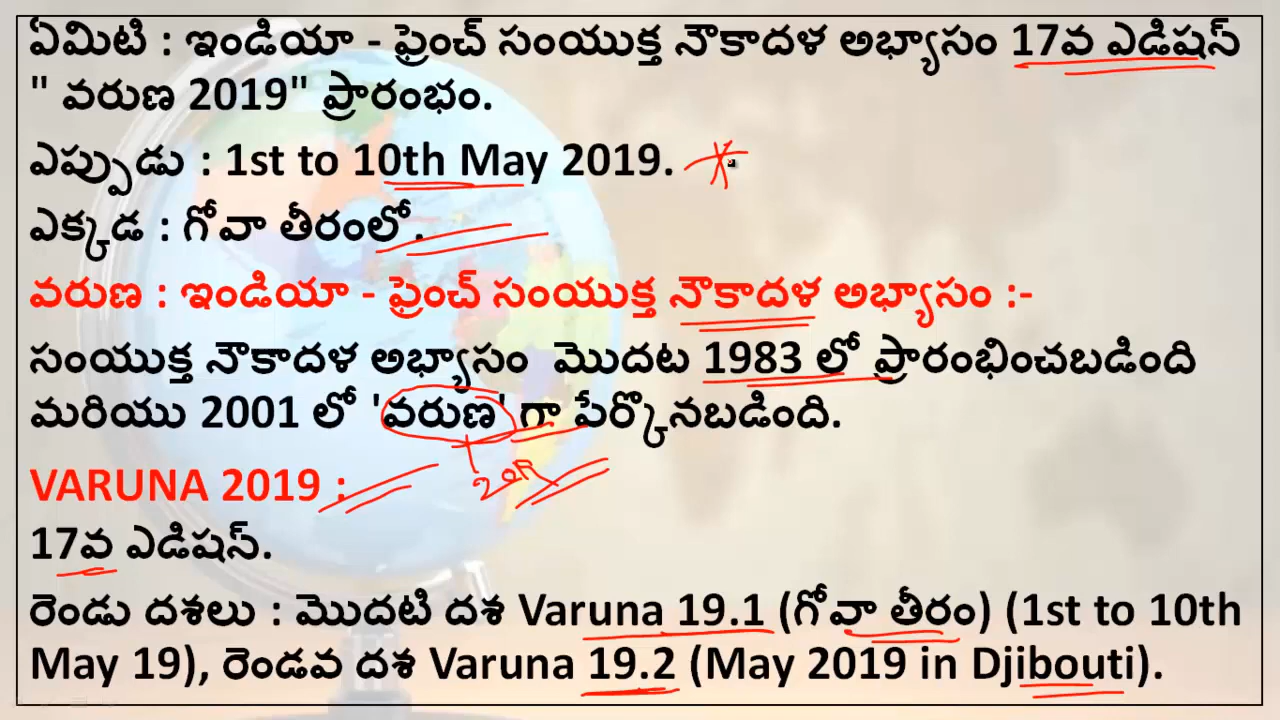 ఏమిటి : ఇండియా - ఫ్రెంచ్ సంయుక్త నౌకాదళ అభ్యాసం 17వ ఎడిషన్
" వరుణ 2019" ప్రారంభం.
ఎప్పుడు : 1st to 10th May 2019.
ఎక్కడ : గోవా తీరంలో.
వరుణ : ఇండియా - ఫ్రెంచ్ సంయుక్త నౌకాదళ అభ్యాసం :-
సంయుక్త నౌకాదళ అభ్యాసం మొదట 1983 లో ప్రారంభించబడింది
మరియు 2001 లో 'వరుణ' గా పేర్కొనబడింది.
VARUNA 2019 :
17వ ఎడిషన్.
రెండు దశలు : మొదటి దశ Varuna 19.1 (గోవా తీరం) (1st to 10th
May 19), రెండవ దశ Varuna 19.2 (May 2019 in Djibouti).